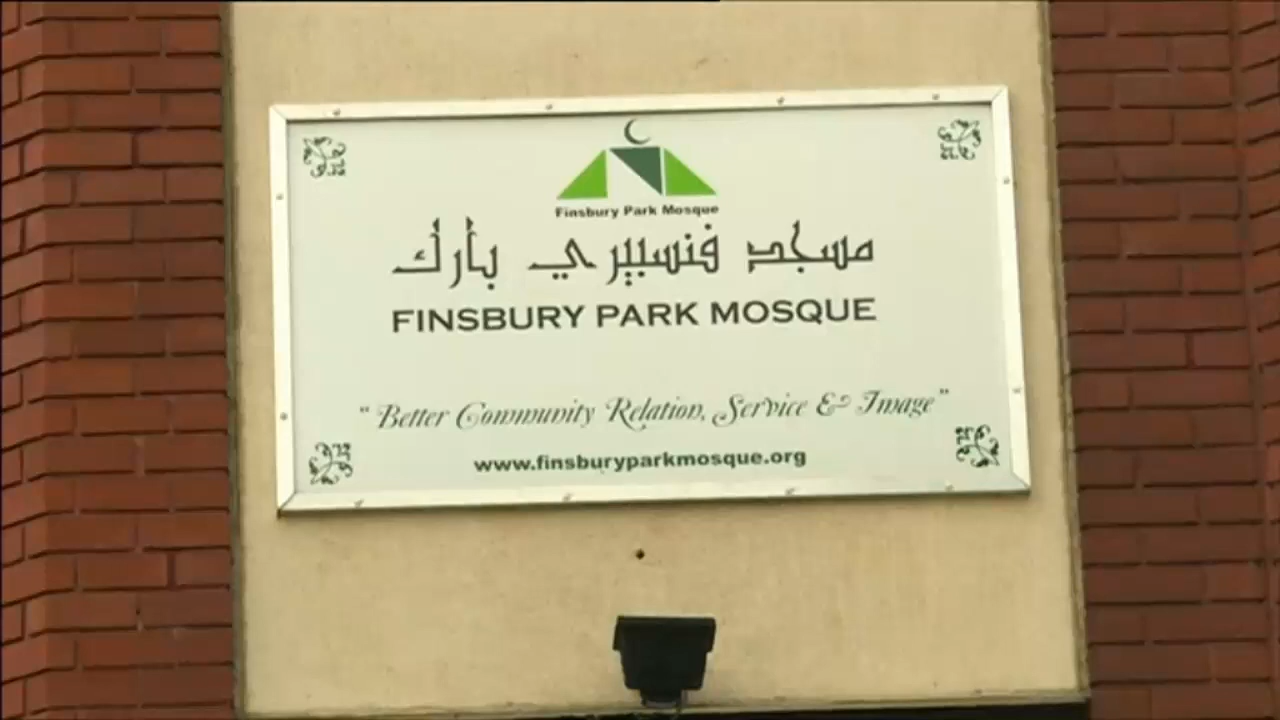 Finsbury Park Mosque
مسجد فنسبيري بارك
FINSBURY PARK MOSQUE
“Better Community Relation, Service & Image”
www.finsburyparkmosque.org